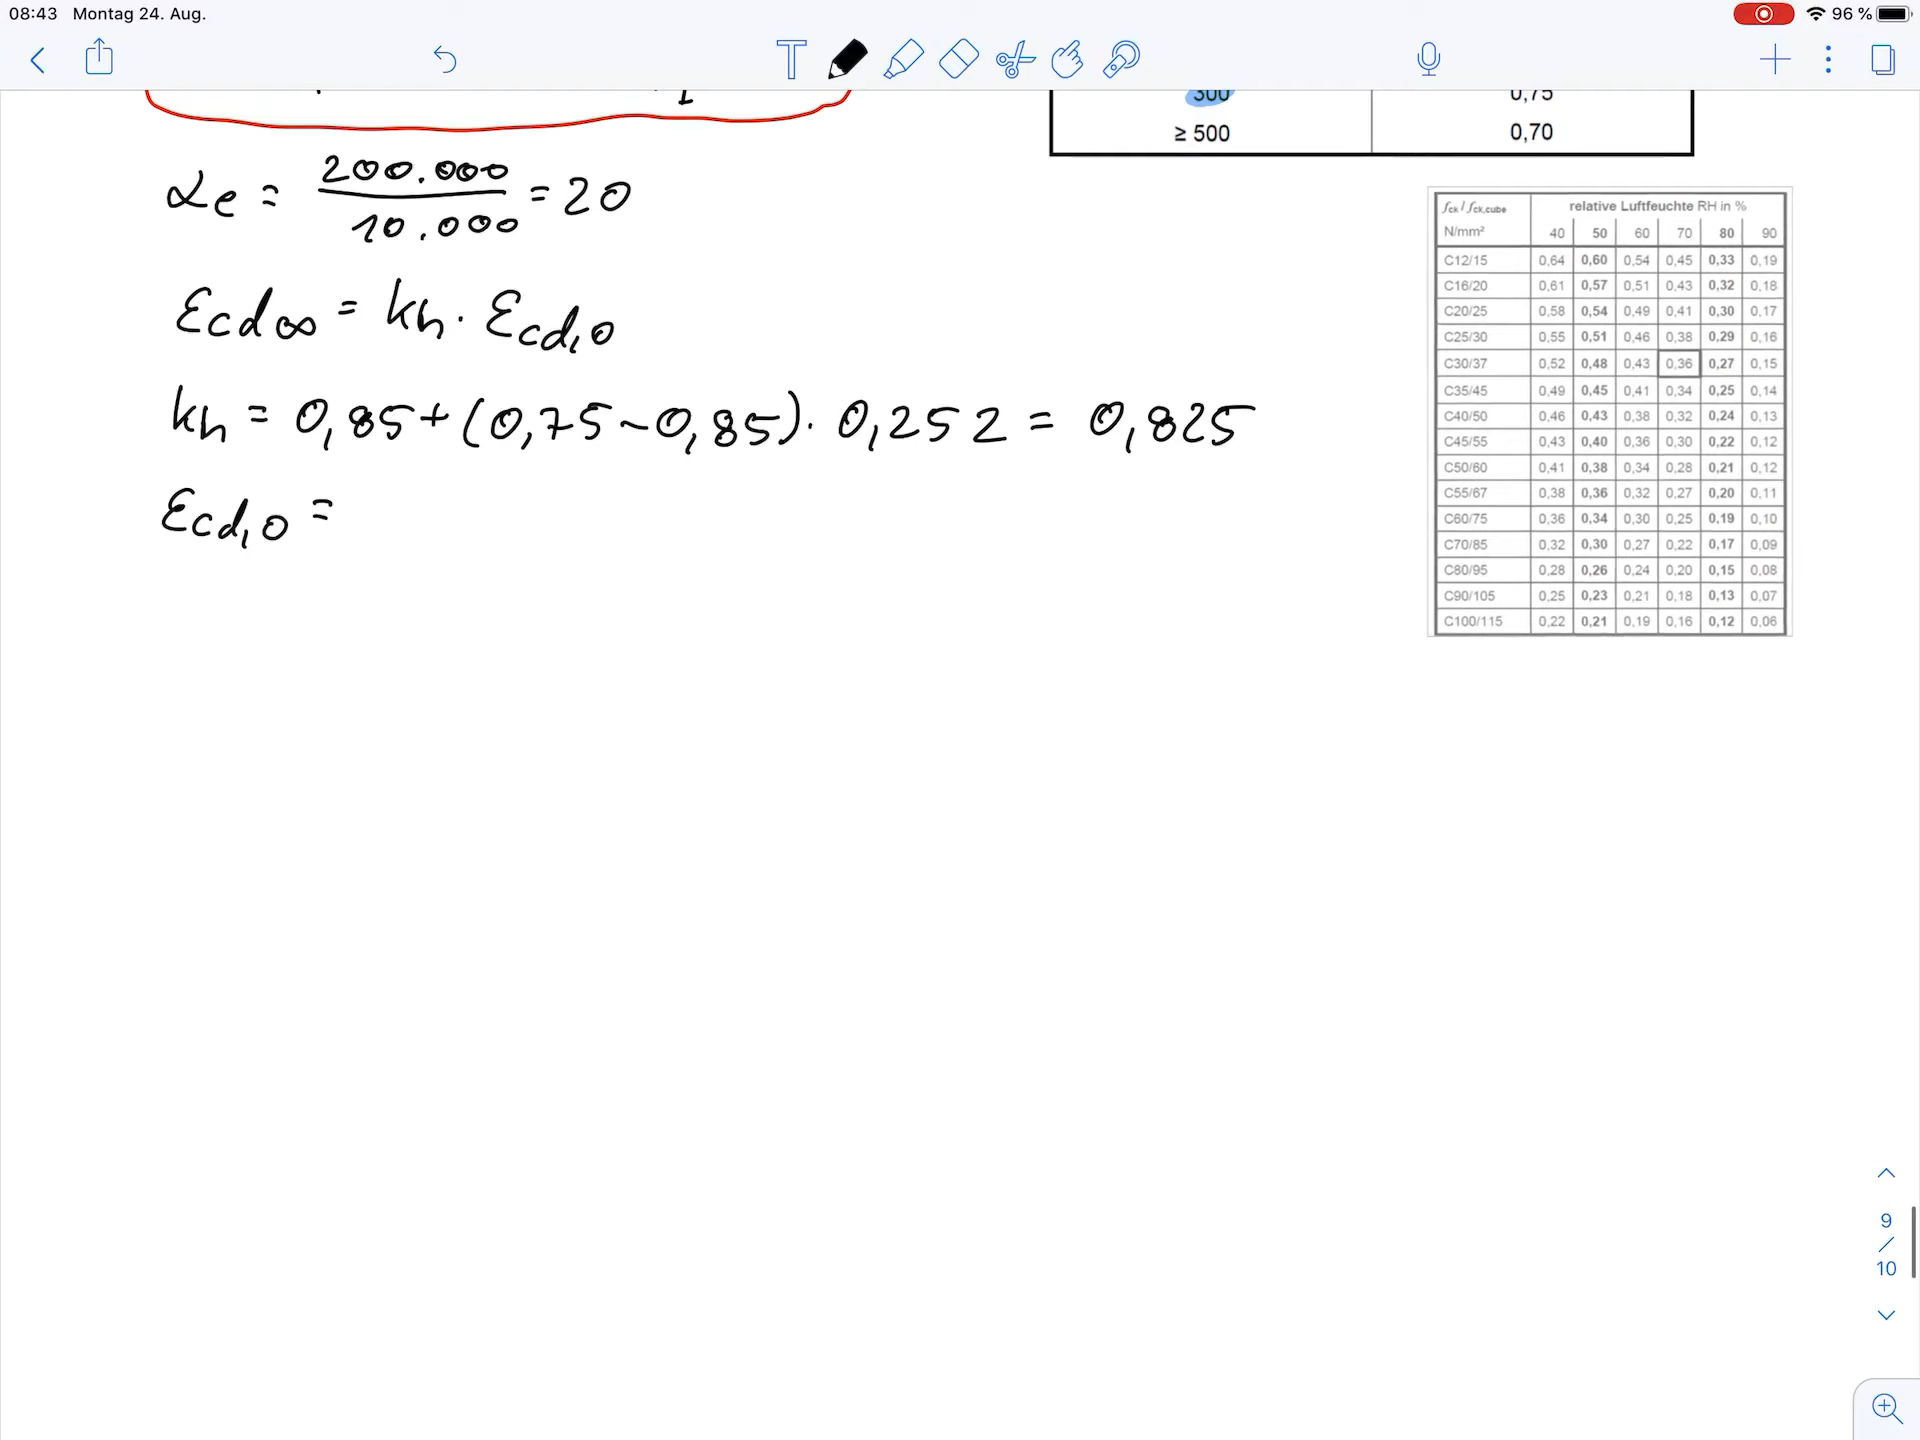 08:43 Montag 24. Aug. 96 %
300 0,75
≥ 500 0,70
αe = 200.000 / 10.000 = 20
εcd∞ = kh · εcd,0
kh = 0,85 + (0,75 - 0,85) · 0,252 = 0,825
εcd,0 =
fck / fck,cube relative Luftfeuchte RH in %
N/mm² 40 50 60 70 80 90
C12/15 0,64 0,60 0,54 0,45 0,33 0,19
C16/20 0,61 0,57 0,51 0,43 0,32 0,18
C20/25 0,58 0,54 0,49 0,41 0,30 0,17
C25/30 0,55 0,51 0,46 0,38 0,29 0,16
C30/37 0,52 0,48 0,43 0,36 0,27 0,15
C35/45 0,49 0,45 0,41 0,34 0,25 0,14
C40/50 0,46 0,43 0,38 0,32 0,24 0,13
C45/55 0,43 0,40 0,36 0,30 0,22 0,12
C50/60 0,41 0,38 0,34 0,28 0,21 0,12
C55/67 0,38 0,36 0,32 0,27 0,20 0,11
C60/75 0,36 0,34 0,30 0,25 0,19 0,10
C70/85 0,32 0,30 0,27 0,22 0,17 0,09
C80/95 0,28 0,26 0,24 0,20 0,15 0,08
C90/105 0,25 0,23 0,21 0,18 0,13 0,07
C100/115 0,22 0,21 0,19 0,16 0,12 0,06
9
/
10